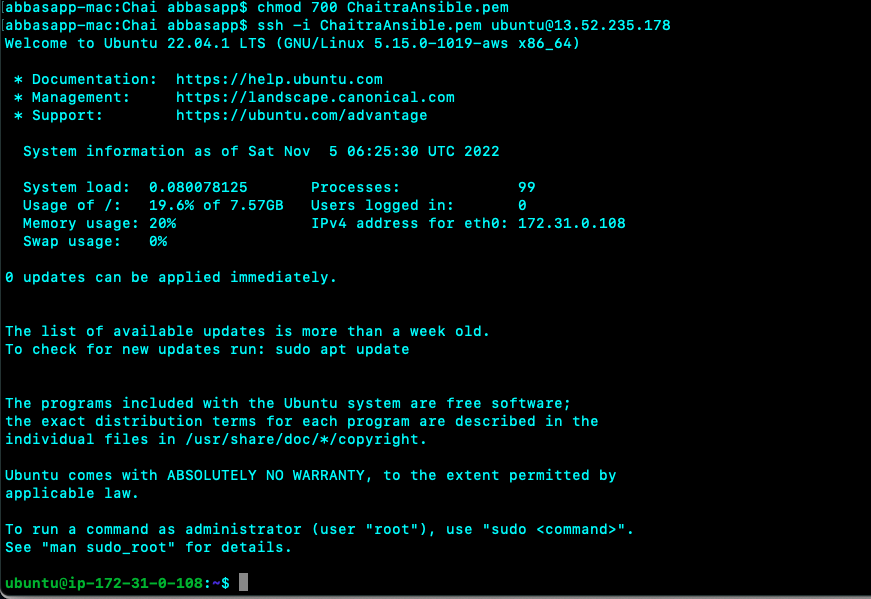 [abbasapp-mac:Chai abbasapp$ chmod 700 ChaitraAnsible.pem
[abbasapp-mac:Chai abbasapp$ ssh -i ChaitraAnsible.pem ubuntu@13.52.235.178
Welcome to Ubuntu 22.04.1 LTS (GNU/Linux 5.15.0-1019-aws x86_64)
* Documentation:  https://help.ubuntu.com
* Management:     https://landscape.canonical.com
* Support:        https://ubuntu.com/advantage
System information as of Sat Nov  5 06:25:30 UTC 2022
System load:  0.080078125       Processes:             99
Usage of /:   19.6% of 7.57GB   Users logged in:       0
Memory usage: 20%               IPv4 address for eth0: 172.31.0.108
Swap usage:   0%
0 updates can be applied immediately.
The list of available updates is more than a week old.
To check for new updates run: sudo apt update
The programs included with the Ubuntu system are free software;
the exact distribution terms for each program are described in the
individual files in /usr/share/doc/*/copyright.
Ubuntu comes with ABSOLUTELY NO WARRANTY, to the extent permitted by
applicable law.
To run a command as administrator (user "root"), use "sudo <command>".
See "man sudo_root" for details.
ubuntu@ip-172-31-0-108:~$